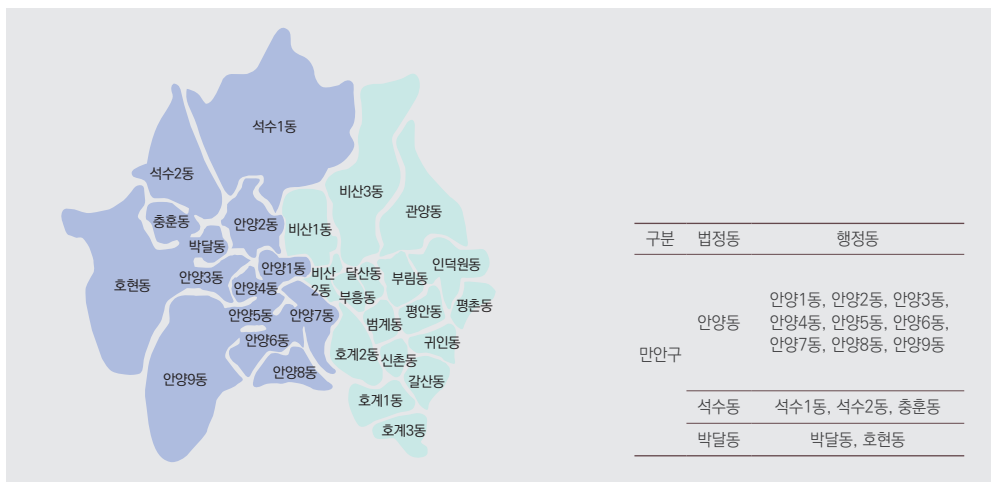 석수1동
석수2동
비산3동
관양동
충훈동
안양2동
비산1동
박달동
인덕원동
안양1동
비산
2동
달산동
부림동
안양3동
호현동
안양4동
부흥동
평촌동
평안동
안양5동
안양7동
범계동
안양6동
귀인동
호계2동
신촌동
안양9동
안양8동
갈산동
호계1동
호계3동
구분 법정동 행정동
만안구
안양동
안양1동, 안양2동, 안양3동,
안양4동, 안양5동, 안양6동,
안양7동, 안양8동, 안양9동
석수동 석수1동, 석수2동, 충훈동
박달동 박달동, 호현동